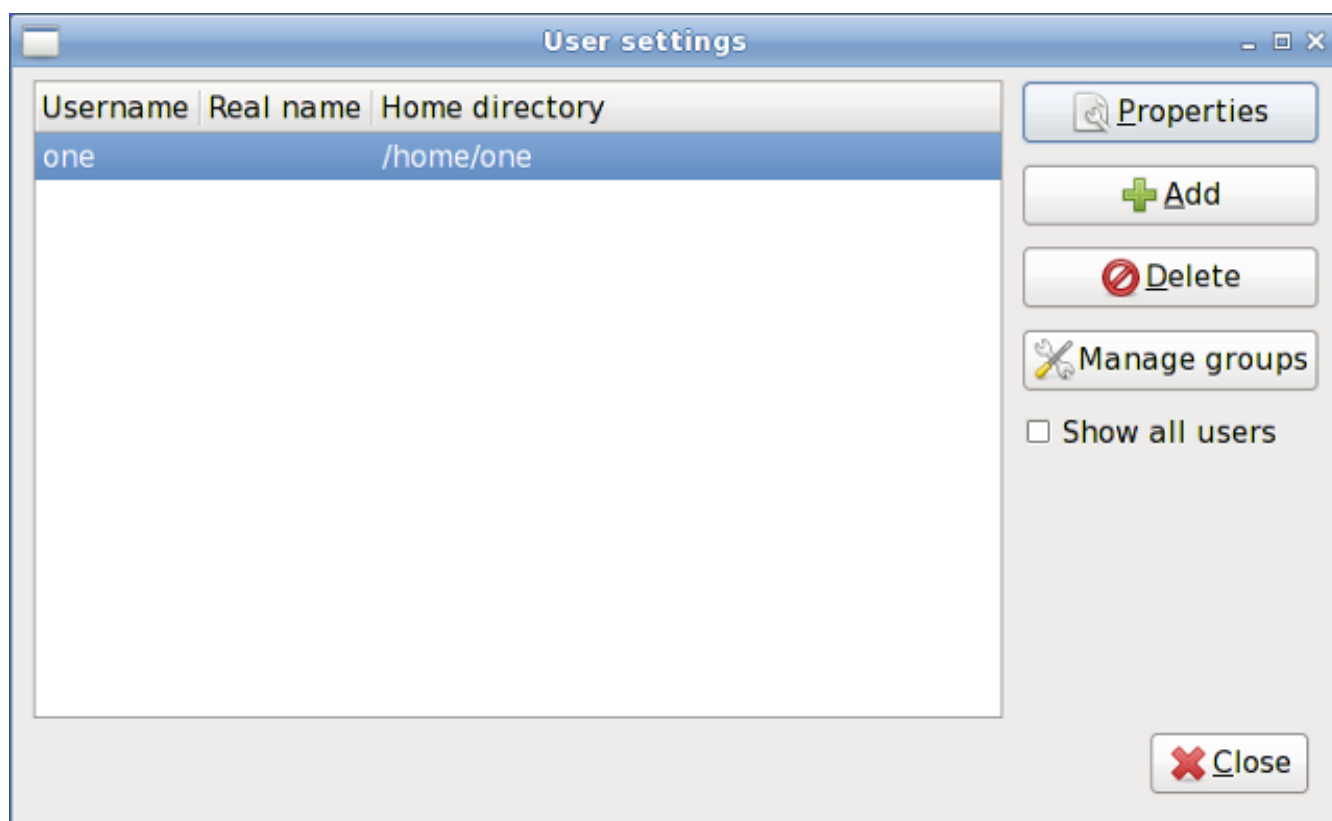 User settings
Username Real name Home directory
one /home/one
Properties
Add
Delete
Manage groups
Show all users
Close